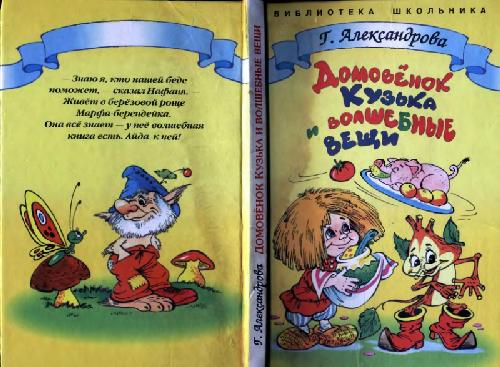 — Знаю я, кто нашей беде
поможет, — сказал Нафаня. —
Живёт в берёзовой роще
Марфа-берендейка.
Она всё знает — у неё волшебная
книга есть. Айда к ней!
Г. Александрова ДОМОВЁНОК КУЗЬКА И ВОЛШЕБНЫЕ ВЕЩИ
БИБЛИОТЕКА ШКОЛЬНИКА
Г. Александрова
ДОМОВЁНОК
КУЗЬКА
И ВОЛШЕБНЫЕ
ВЕЩИ